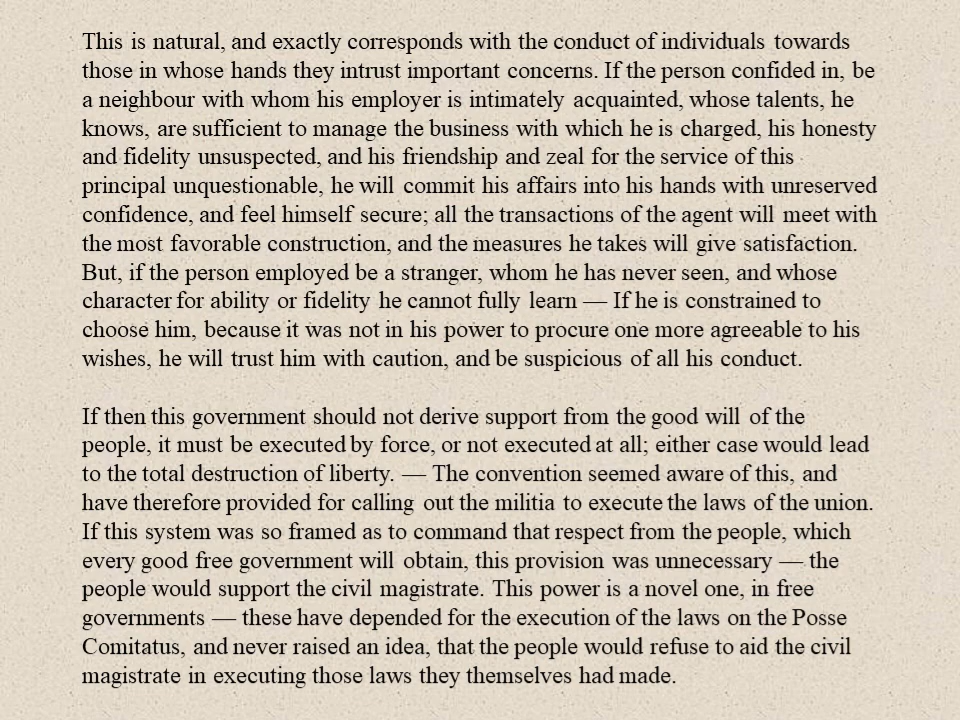 This is natural, and exactly corresponds with the conduct of individuals towards
those in whose hands they intrust important concerns. If the person confided in, be
a neighbour with whom his employer is intimately acquainted, whose talents, he
knows, are sufficient to manage the business with which he is charged, his honesty
and fidelity unsuspected, and his friendship and zeal for the service of this
principal unquestionable, he will commit his affairs into his hands with unreserved
confidence, and feel himself secure; all the transactions of the agent will meet with
the most favorable construction, and the measures he takes will give satisfaction.
But, if the person employed be a stranger, whom he has never seen, and whose
character for ability or fidelity he cannot fully learn — If he is constrained to
choose him, because it was not in his power to procure one more agreeable to his
wishes, he will trust him with caution, and be suspicious of all his conduct.

If then this government should not derive support from the good will of the
people, it must be executed by force, or not executed at all; either case would lead
to the total destruction of liberty. — The convention seemed aware of this, and
have therefore provided for calling out the militia to execute the laws of the union.
If this system was so framed as to command that respect from the people, which
every good free government will obtain, this provision was unnecessary — the
people would support the civil magistrate. This power is a novel one, in free
governments — these have depended for the execution of the laws on the Posse
Comitatus, and never raised an idea, that the people would refuse to aid the civil
magistrate in executing those laws they themselves had made.